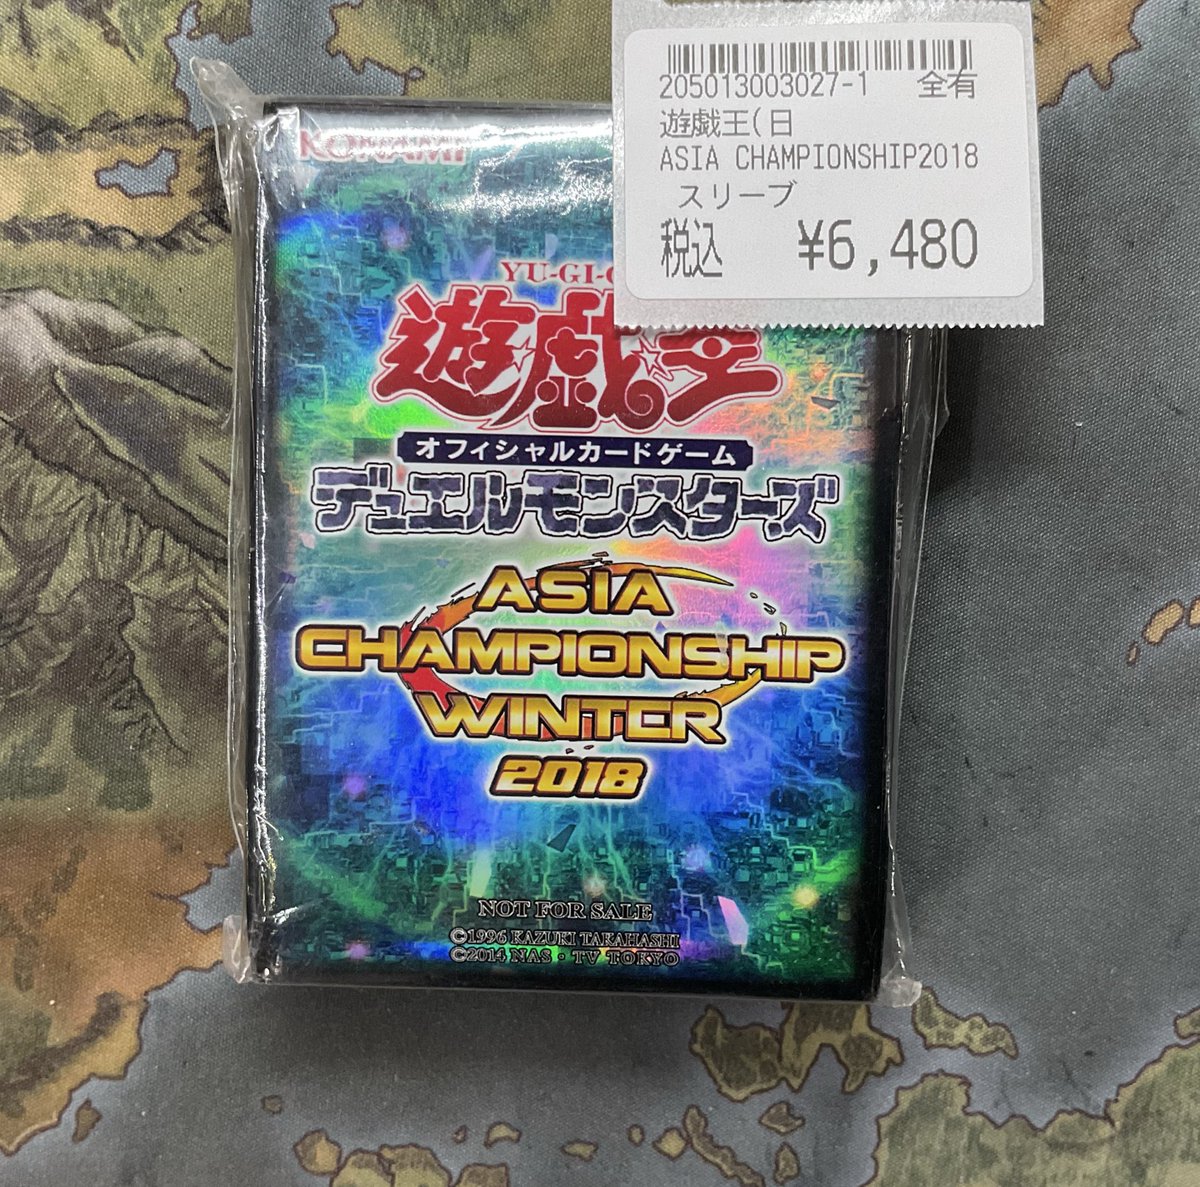 205013003027-1 全有
遊戯王(日
ASIA CHAMPIONSHIP2018
スリーブ
税込 ¥6,480
KONAMI
YU-GI-
遊戯王
オフィシャルカードゲーム
デュエルモンスターズ
ASIA
CHAMPIONSHIP
WINTER
2018
NOT FOR SALE
©1996 KAZUKI TAKAHASHI
©2014 NAS・TV TOKYO